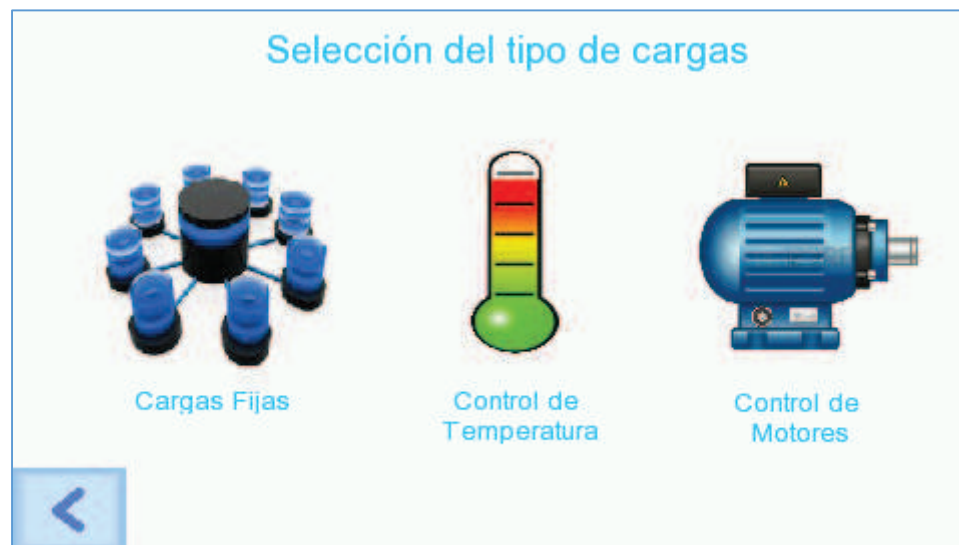 Selección del tipo de cargas
Cargas Fijas
Control de
Temperatura
Control de
Motores